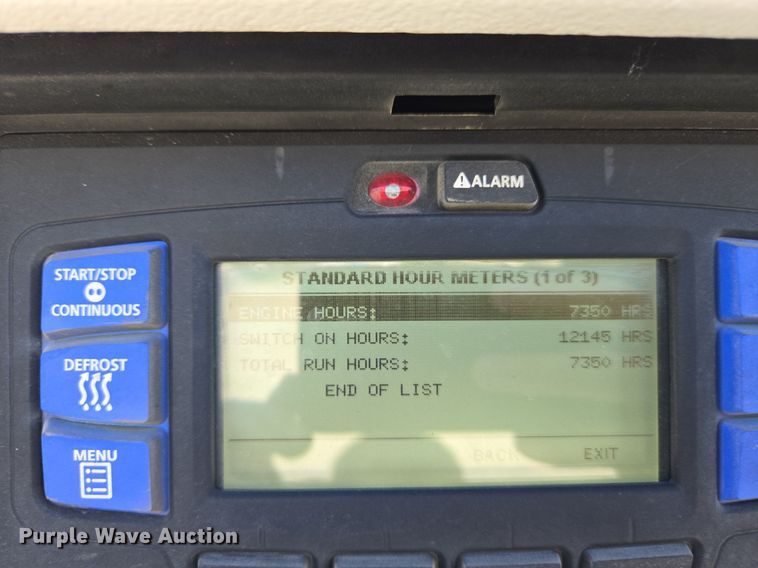 ALARM
START/STOP
CONTINUOUS
DEFROST
MENU
STANDARD HOUR METERS (1 of 3)
ENGINE HOURS: 7350 HRS
SWITCH ON HOURS: 12145 HRS
TOTAL RUN HOURS: 7350 HRS
END OF LIST
BACK EXIT
Purple Wave Auction